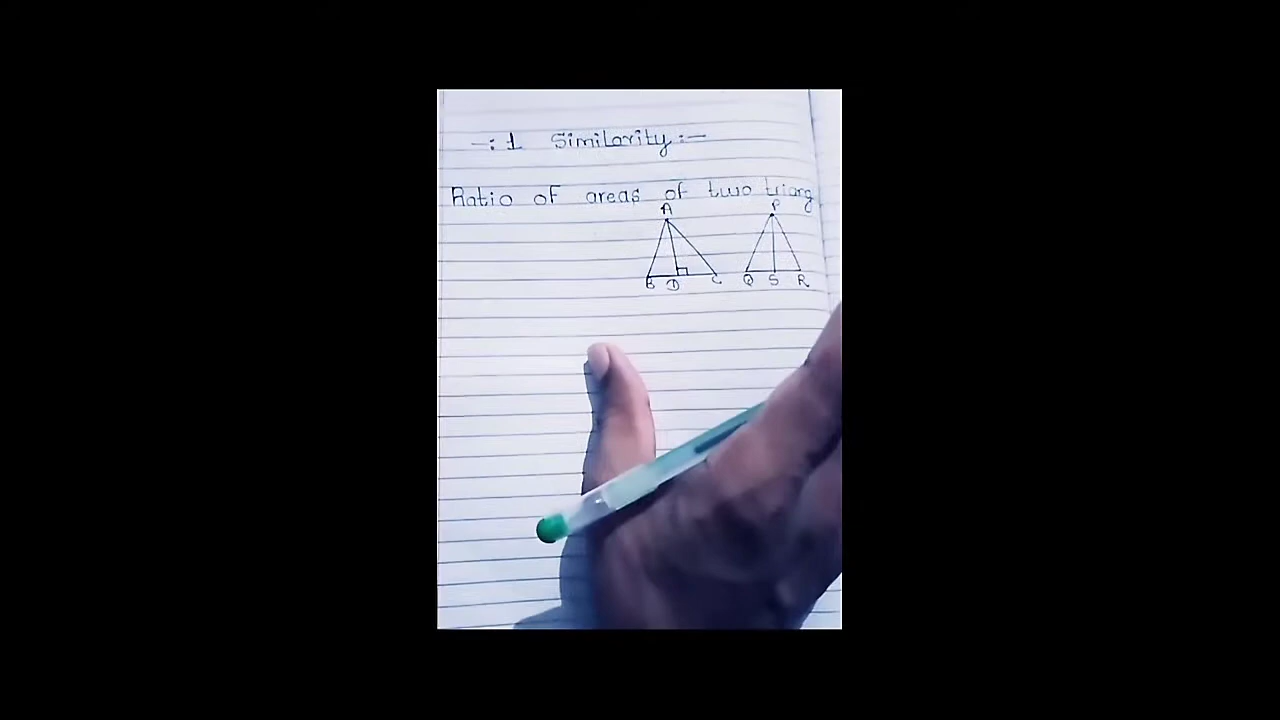 -: 1 Similarity :-
Ratio of areas of two triang
A P
B D C Q S R